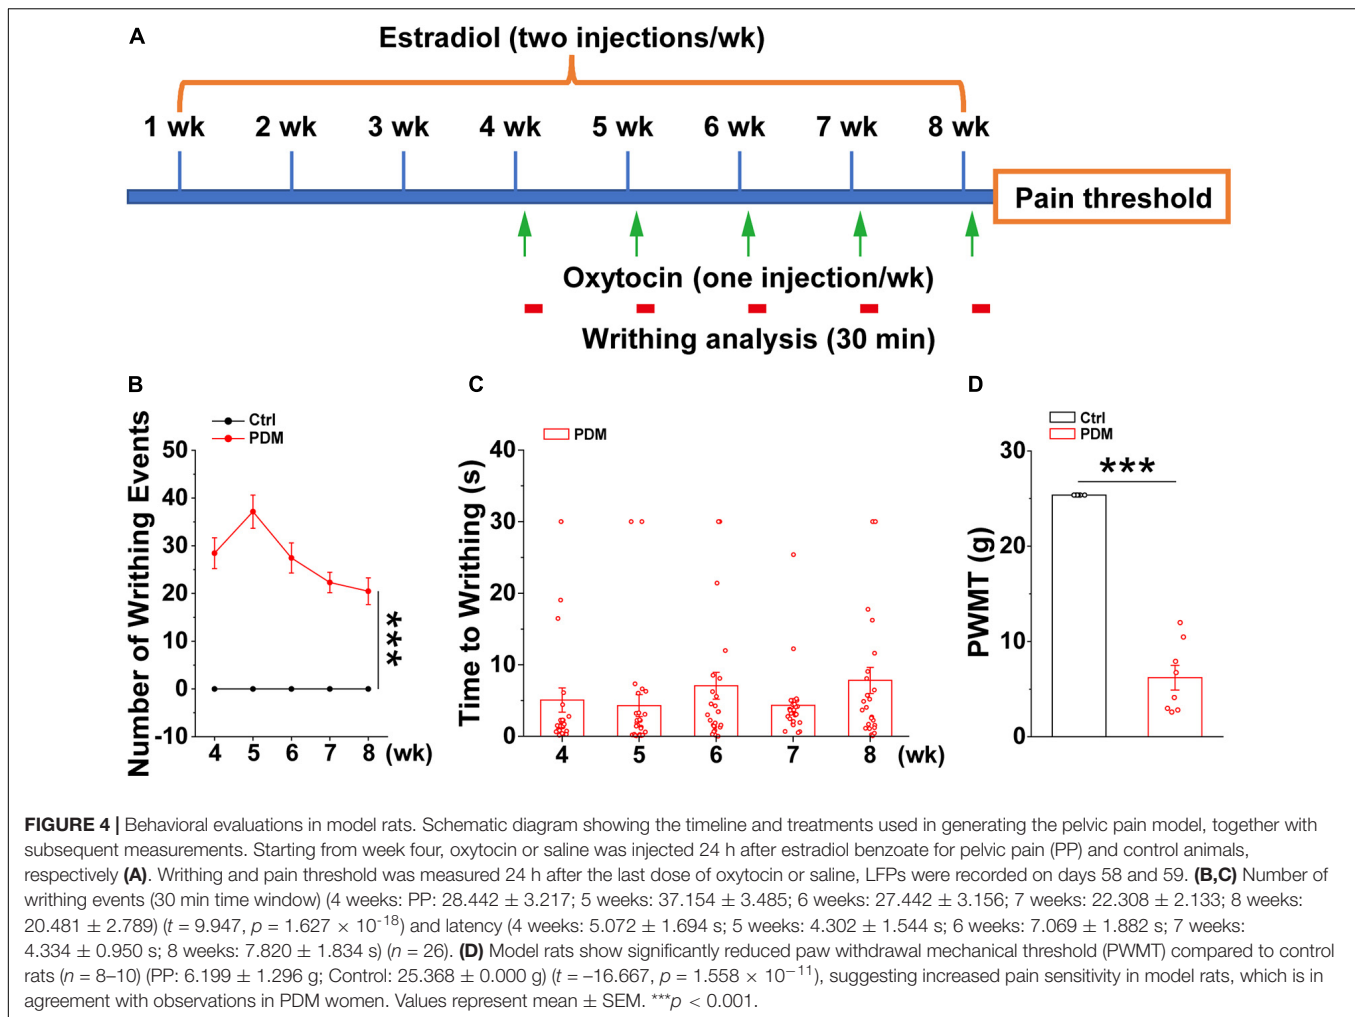 A
Estradiol (two injections/wk)
1 wk 2 wk 3 wk 4 wk 5 wk 6 wk 7 wk 8 wk
Pain threshold
Oxytocin (one injection/wk)
Writhing analysis (30 min)
B
Ctrl
PDM
Number of Writhing Events
50
40
30
20
10
0
-10
4 5 6 7 8 (wk)
***
C
PDM
Time to Writhing (s)
40
30
20
10
0
4 5 6 7 8 (wk)
D
Ctrl
PDM
PWMT (g)
30
20
10
0
***
FIGURE 4 | Behavioral evaluations in model rats. Schematic diagram showing the timeline and treatments used in generating the pelvic pain model, together with
subsequent measurements. Starting from week four, oxytocin or saline was injected 24 h after estradiol benzoate for pelvic pain (PP) and control animals,
respectively (A). Writhing and pain threshold was measured 24 h after the last dose of oxytocin or saline, LFPs were recorded on days 58 and 59. (B,C) Number of
writhing events (30 min time window) (4 weeks: PP: 28.442 ± 3.217; 5 weeks: 37.154 ± 3.485; 6 weeks: 27.442 ± 3.156; 7 weeks: 22.308 ± 2.133; 8 weeks:
20.481 ± 2.789) (t = 9.947, p = 1.627 × 10-18) and latency (4 weeks: 5.072 ± 1.694 s; 5 weeks: 4.302 ± 1.544 s; 6 weeks: 7.069 ± 1.882 s; 7 weeks:
4.334 ± 0.950 s; 8 weeks: 7.820 ± 1.834 s) (n = 26). (D) Model rats show significantly reduced paw withdrawal mechanical threshold (PWMT) compared to control
rats (n = 8–10) (PP: 6.199 ± 1.296 g; Control: 25.368 ± 0.000 g) (t = –16.667, p = 1.558 × 10−11), suggesting increased pain sensitivity in model rats, which is in
agreement with observations in PDM women. Values represent mean ± SEM. ***p < 0.001.